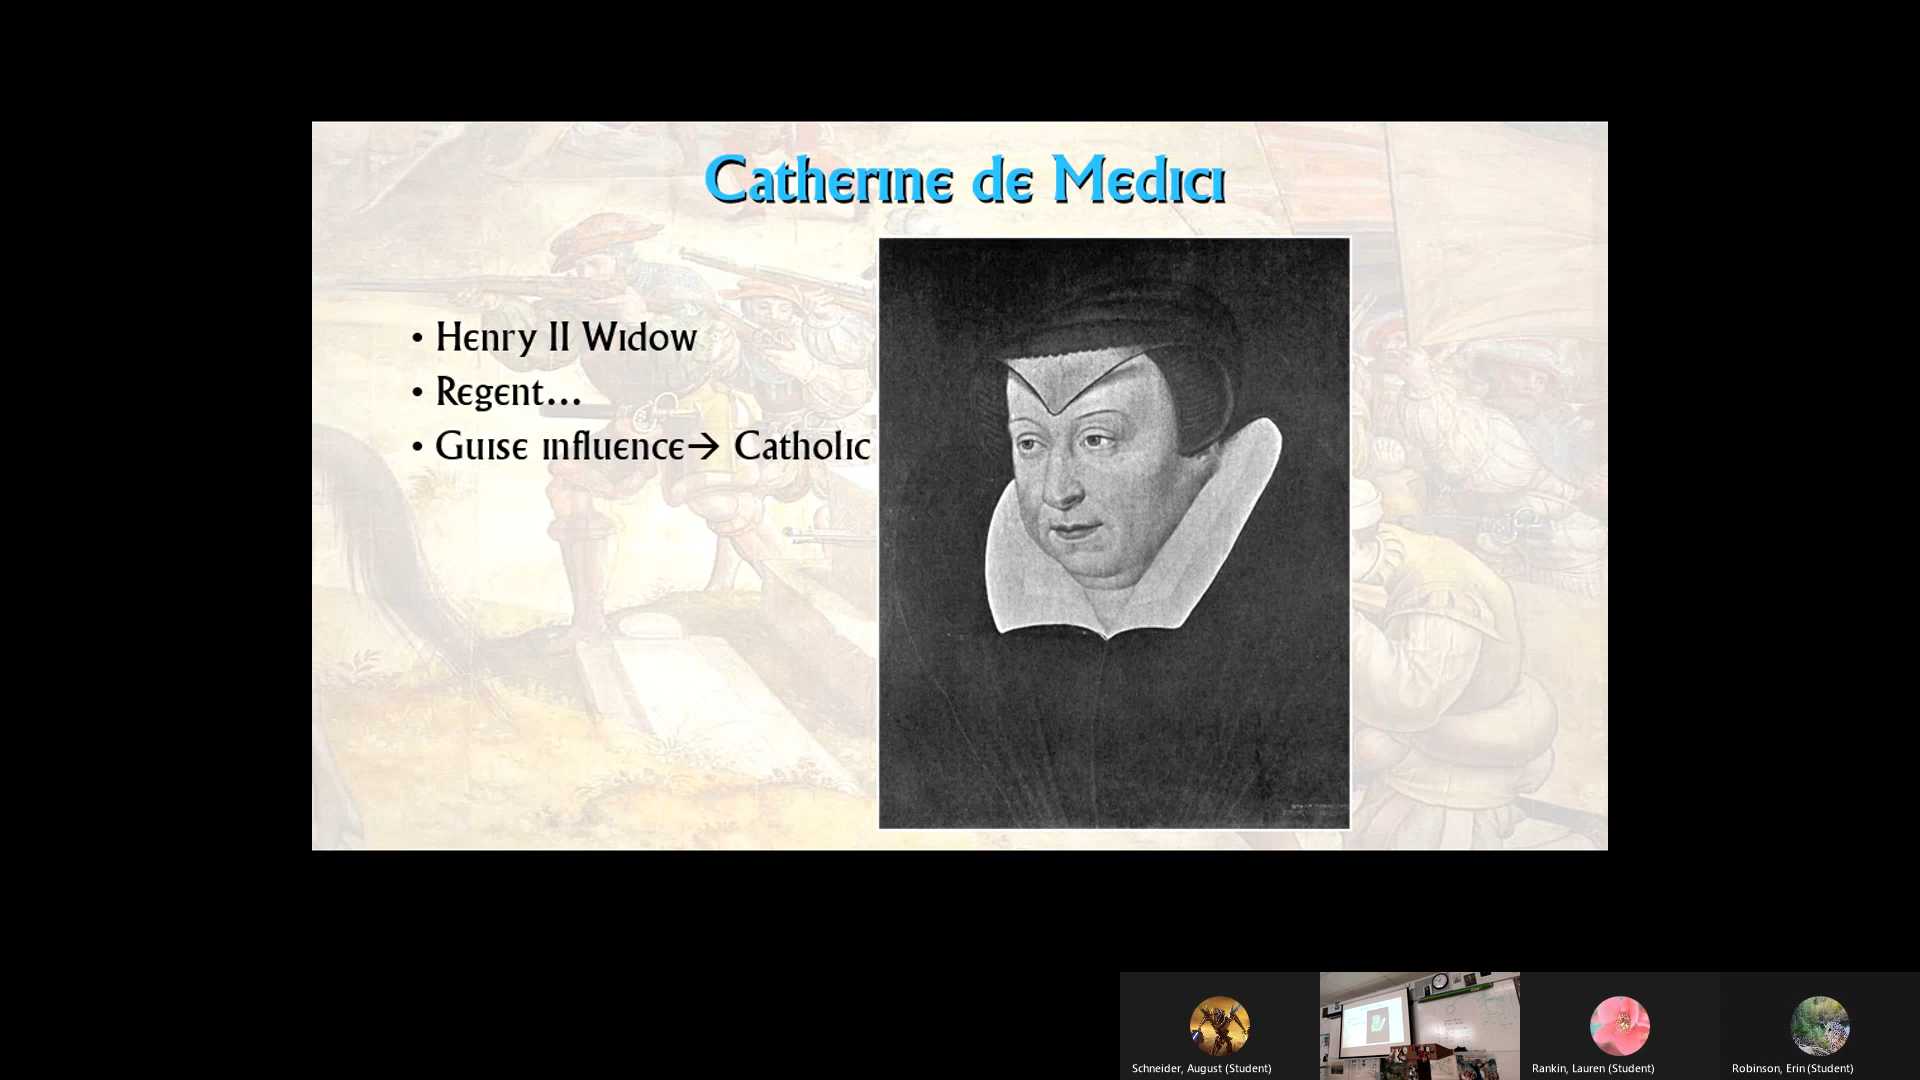 Catherine de Medici
• Henry II Widow
• Regent...
• Guise influence→ Catholic
Schneider, August (Student)
Rankin, Lauren (Student)
Robinson, Erin (Student)